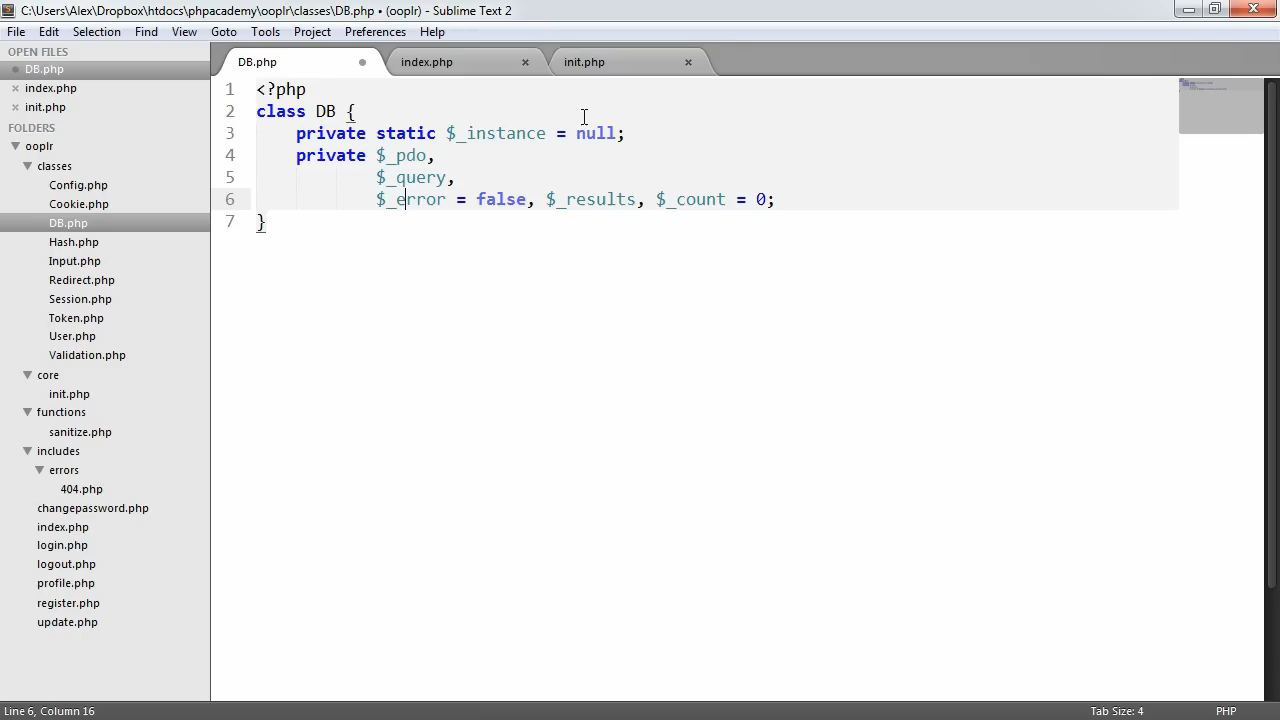 C:\Users\Alex\Dropbox\htdocs\phpacademy\ooplr\classes\DB.php • (ooplr) - Sublime Text 2
File Edit Selection Find View Goto Tools Project Preferences Help
OPEN FILES
DB.php
index.php
init.php
FOLDERS
ooplr
classes
Config.php
Cookie.php
DB.php
Hash.php
Input.php
Redirect.php
Session.php
Token.php
User.php
Validation.php
core
init.php
functions
sanitize.php
includes
errors
404.php
changepassword.php
index.php
login.php
logout.php
profile.php
register.php
update.php
DB.php index.php init.php
1 <?php
2 class DB {
3 private static $_instance = null;
4 private $_pdo,
5 $_query,
6 $_error = false, $_results, $_count = 0;
7 }
Line 6, Column 16 Tab Size: 4 PHP